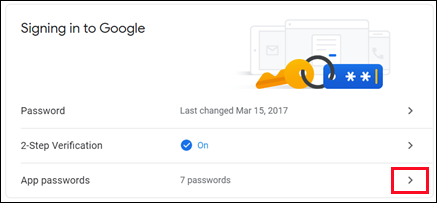 Signing in to Google
Password Last changed Mar 15, 2017
2-Step Verification On
App passwords 7 passwords